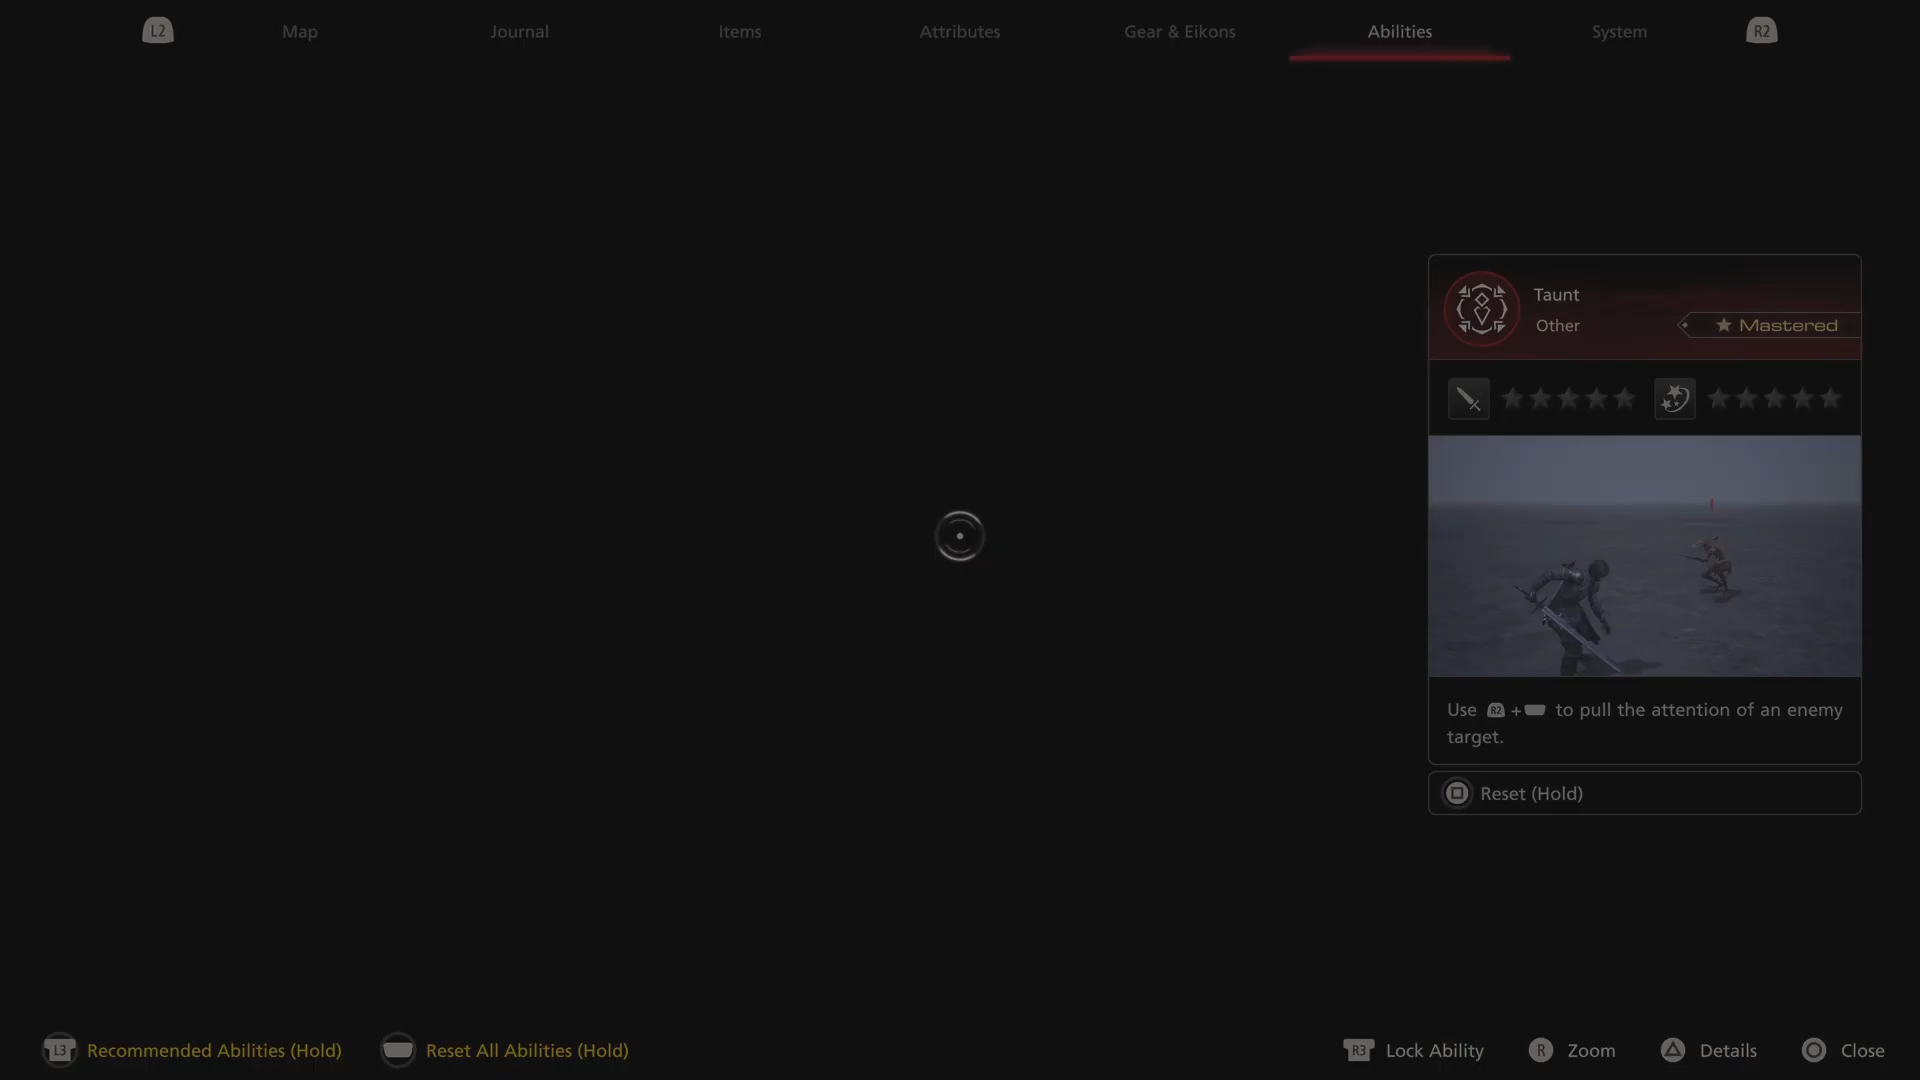 L2 Map Journal Items Attributes Gear & Eikons Abilities System R2
Taunt
Other
Mastered
Use R2 + to pull the attention of an enemy
target.
Reset (Hold)
L3 Recommended Abilities (Hold) Reset All Abilities (Hold) R3 Lock Ability R Zoom Details Close